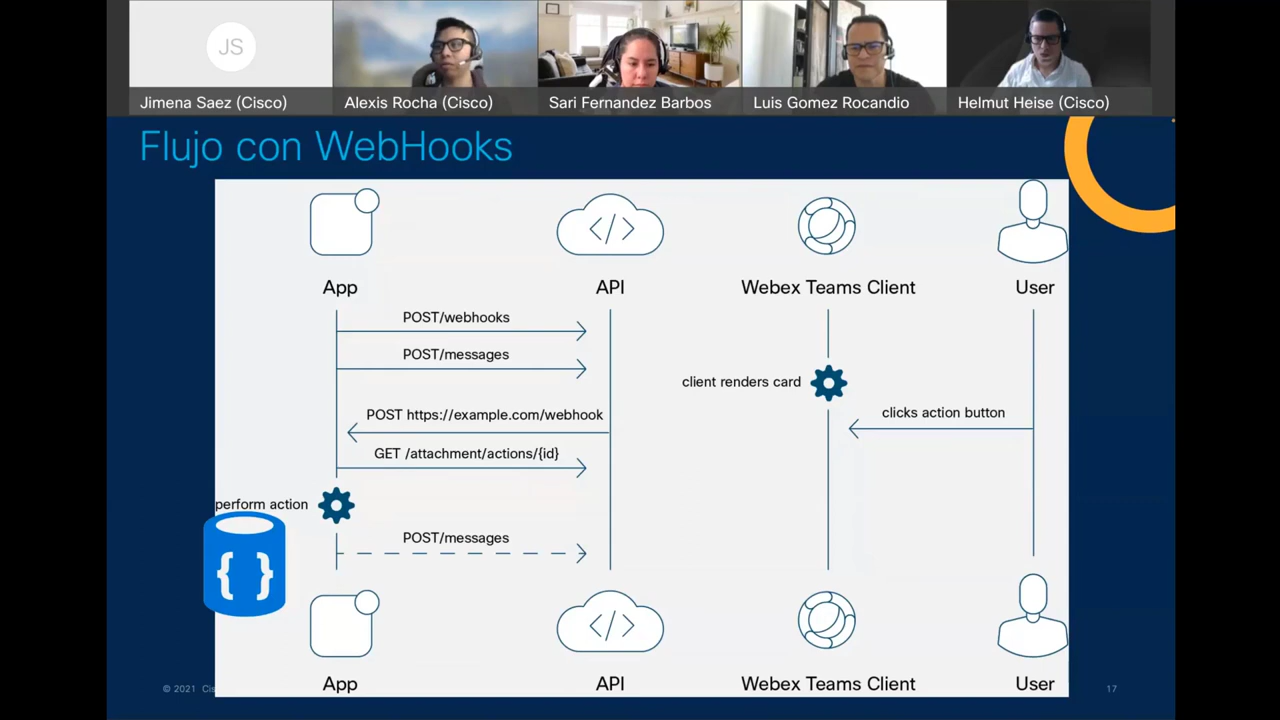 JS
Jimena Saez (Cisco)
Alexis Rocha (Cisco)
Sari Fernandez Barbos
Luis Gomez Rocandio
Helmut Heise (Cisco)
Flujo con WebHooks
</>
App
API
Webex Teams Client
User
POST/webhooks
POST/messages
client renders card
clicks action button
POST https://example.com/webhook
GET /attachment/actions/{id}
perform action
POST/messages
{ }
</>
App
API
Webex Teams Client
User
© 2021 Cis
17